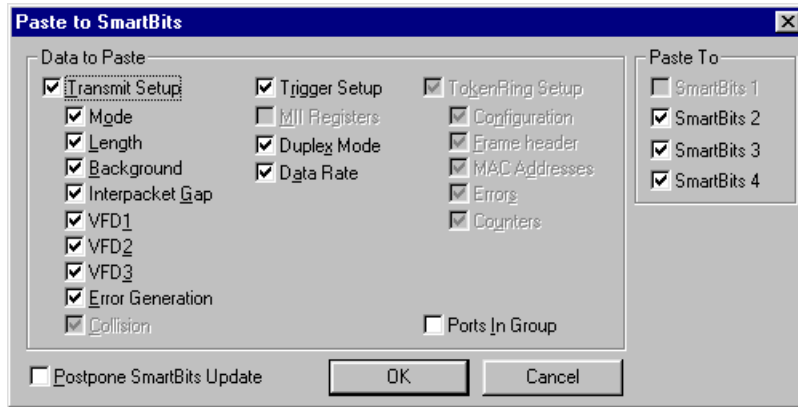 Paste to SmartBits
Data to Paste
Transmit Setup
Mode
Length
Background
Interpacket Gap
VFD1
VFD2
VFD3
Error Generation
Collision
Trigger Setup
MII Registers
Duplex Mode
Data Rate
TokenRing Setup
Configuration
Frame header
MAC Addresses
Errors
Counters
Ports In Group
Paste To
SmartBits 1
SmartBits 2
SmartBits 3
SmartBits 4
Postpone SmartBits Update
OK
Cancel